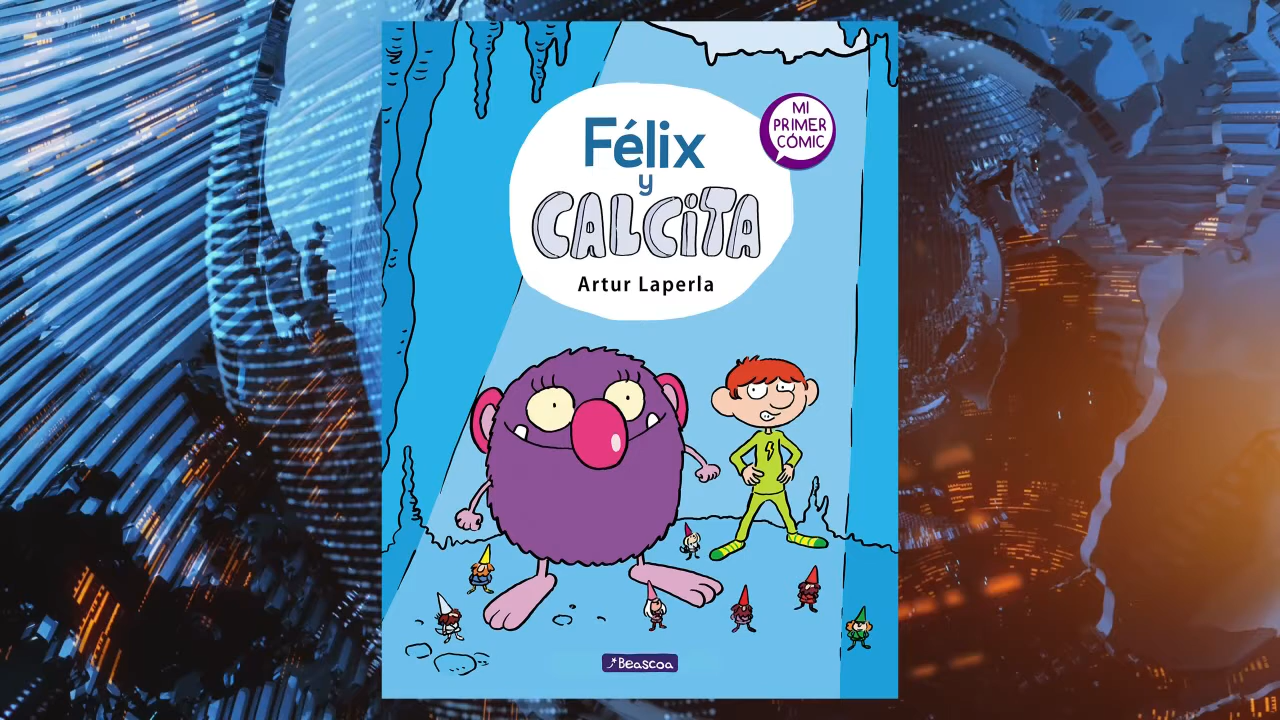 Félix
y
CALCiTA
Artur Laperla
MI
PRIMER
CÓMIC
Beascoa